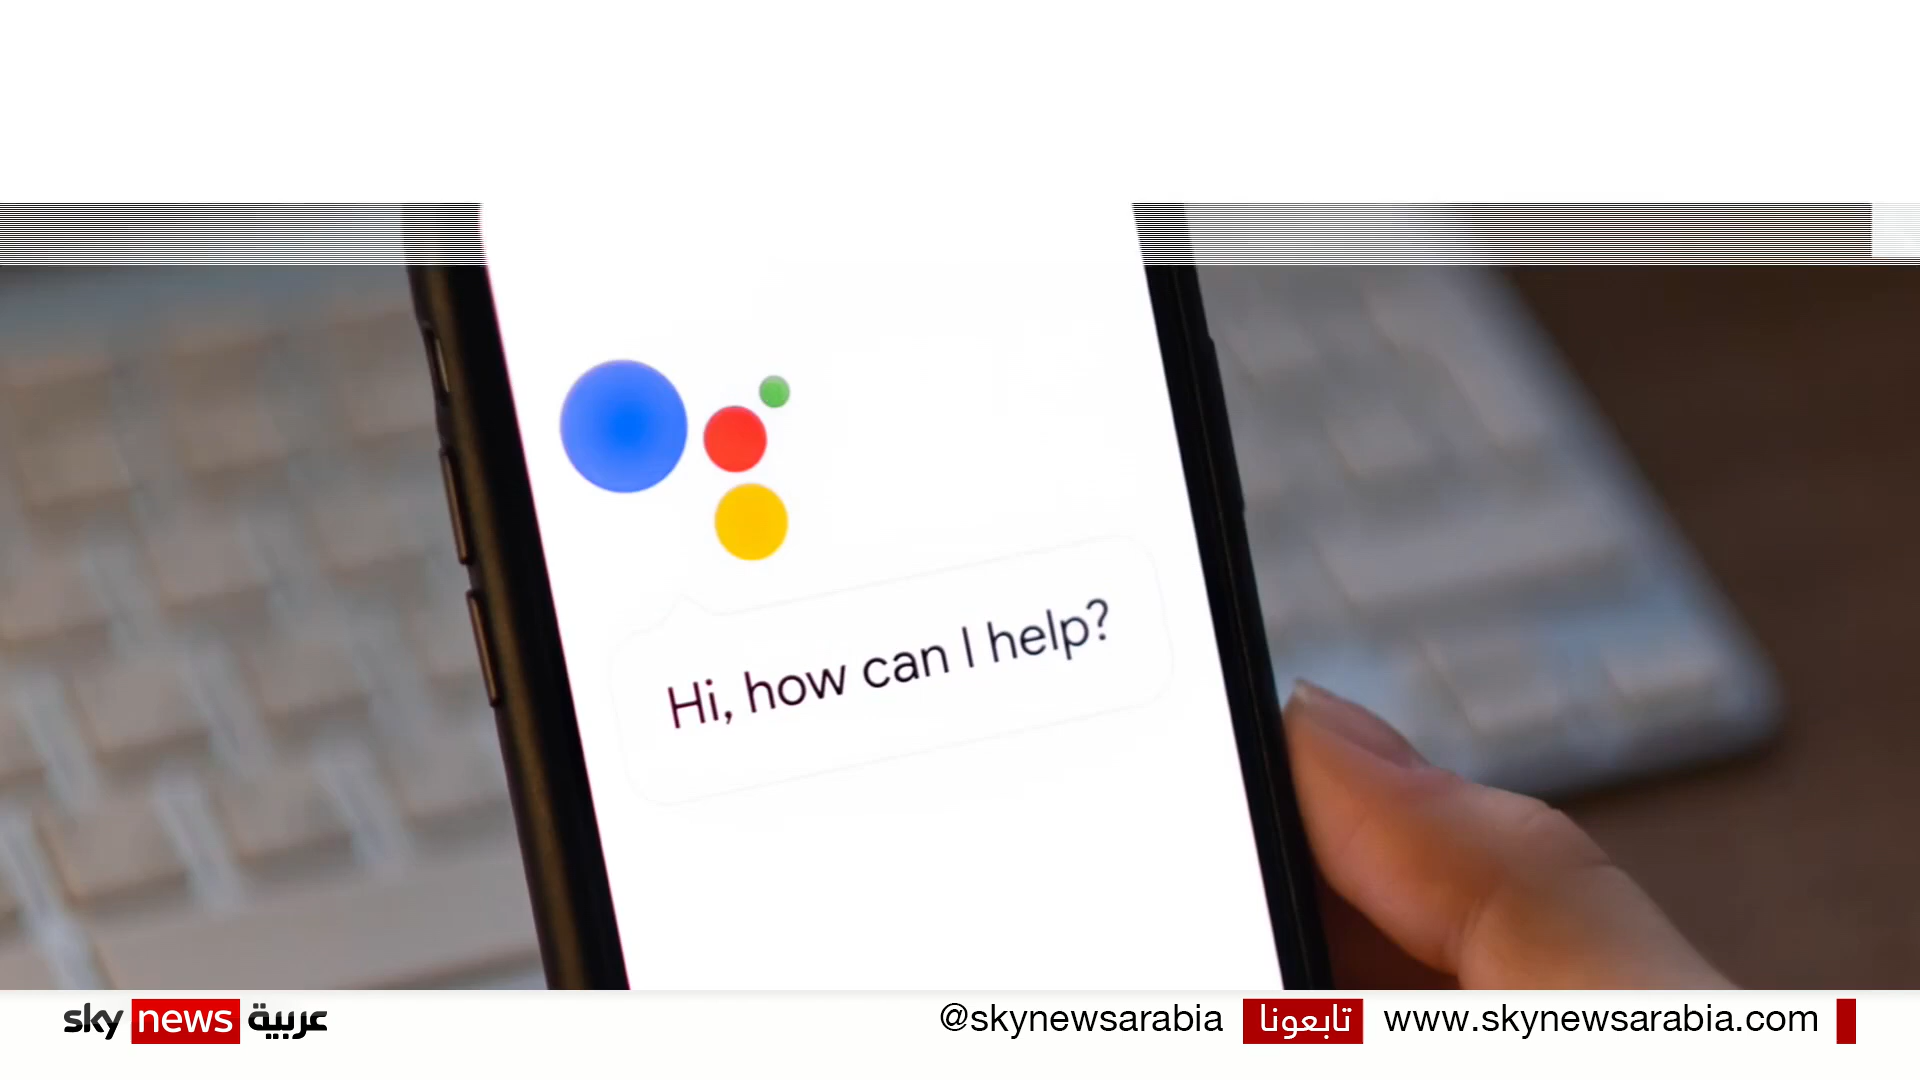 Hi, how can I help?
sky news عربية
@skynewsarabia تابعونا www.skynewsarabia.com